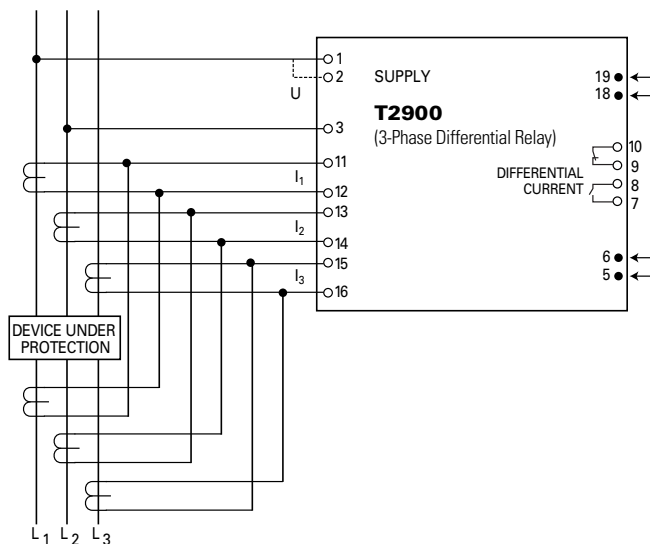 1
2
U
SUPPLY
T2900
(3-Phase Differential Relay)
19
18
3
11
I1
12
13
I2
14
15
I3
16
10
9
DIFFERENTIAL
CURRENT
8
7
6
5
DEVICE UNDER
PROTECTION
L1 L2 L3